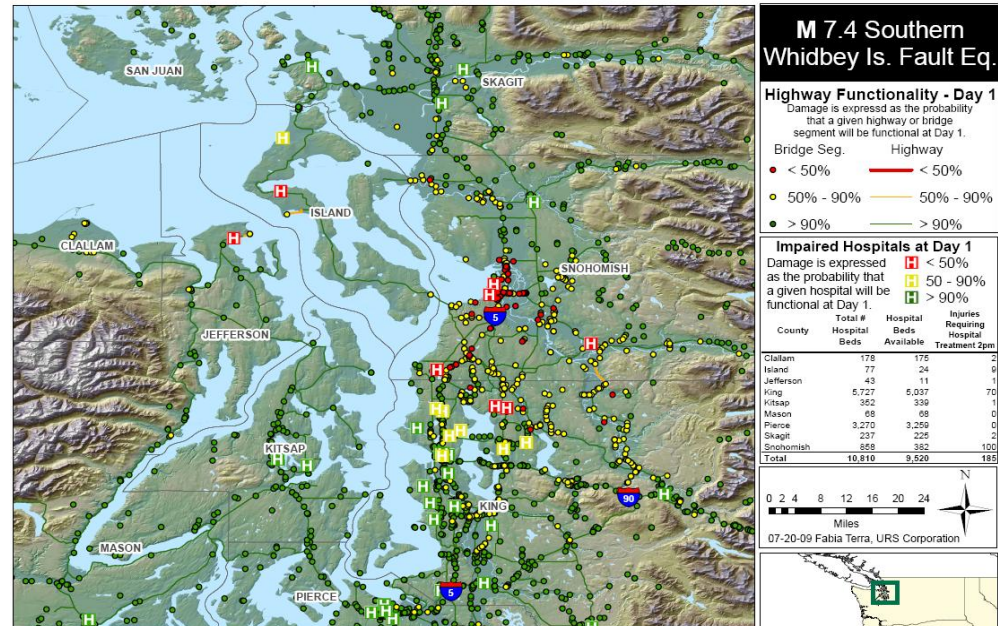 SAN JUAN
SKAGIT
ISLAND
CLALLAM
SNOHOMISH
JEFFERSON
KITSAP
KING
MASON
PIERCE
H
H
H
H
H
H
H
H
H
H
H
H
H
H
5
90
5
M 7.4 Southern
Whidbey Is. Fault Eq.
Highway Functionality - Day 1
Damage is expressd as the probability
that a given highway or bridge
segment will be functional at Day 1.
Bridge Seg. Highway
< 50% < 50%
50% - 90% 50% - 90%
> 90% > 90%
Impaired Hospitals at Day 1
Damage is expressed
as the probability that
a given hospital will be
functional at Day 1.
H < 50%
H 50 - 90%
H > 90%
County Total # Hospital Beds Hospital Beds Available Injuries Requiring Hospital Treatment 2pm
Clallam 178 175 2
Island 77 24 9
Jefferson 43 11 1
King 5,727 5,037 70
Kitsap 352 339 1
Mason 68 68 0
Pierce 3,270 3,259 0
Skagit 237 225 2
Snohomish 858 382 100
Total 10,810 9,520 185
N
0 2 4 8 12 16 20 24
Miles
07-20-09 Fabia Terra, URS Corporation